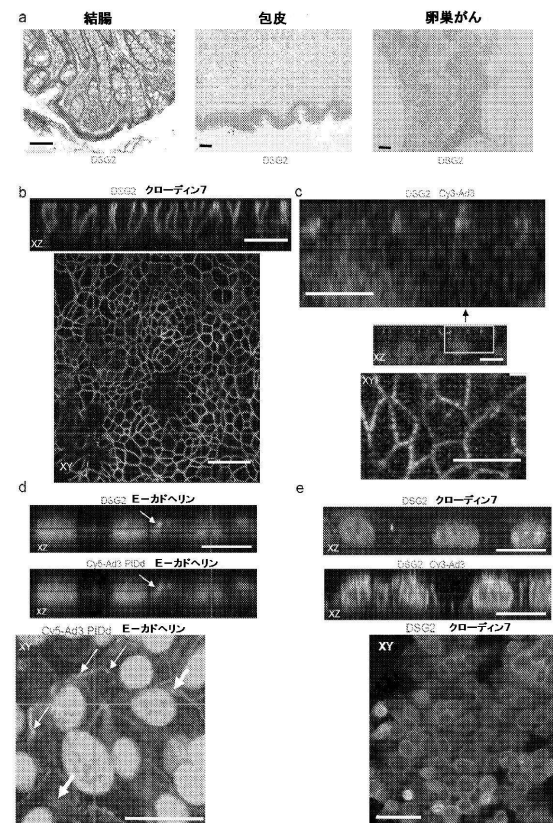 a
結腸
包皮
卵巣がん
DSG2
DSG2
DSG2
b
DSG2 クローディン7
XZ
XY
c
DSG2 Cy3-Ad3
XZ
XY
d
DSG2 E－カドヘリン
XZ
Cy5-Ad3 PtDd E－カドヘリン
XZ
Cy5-Ad3 PtDd E－カドヘリン
XY
e
DSG2 クローディン7
XZ
DSG2 Cy3-Ad3
XZ
DSG2 クローディン7
XY